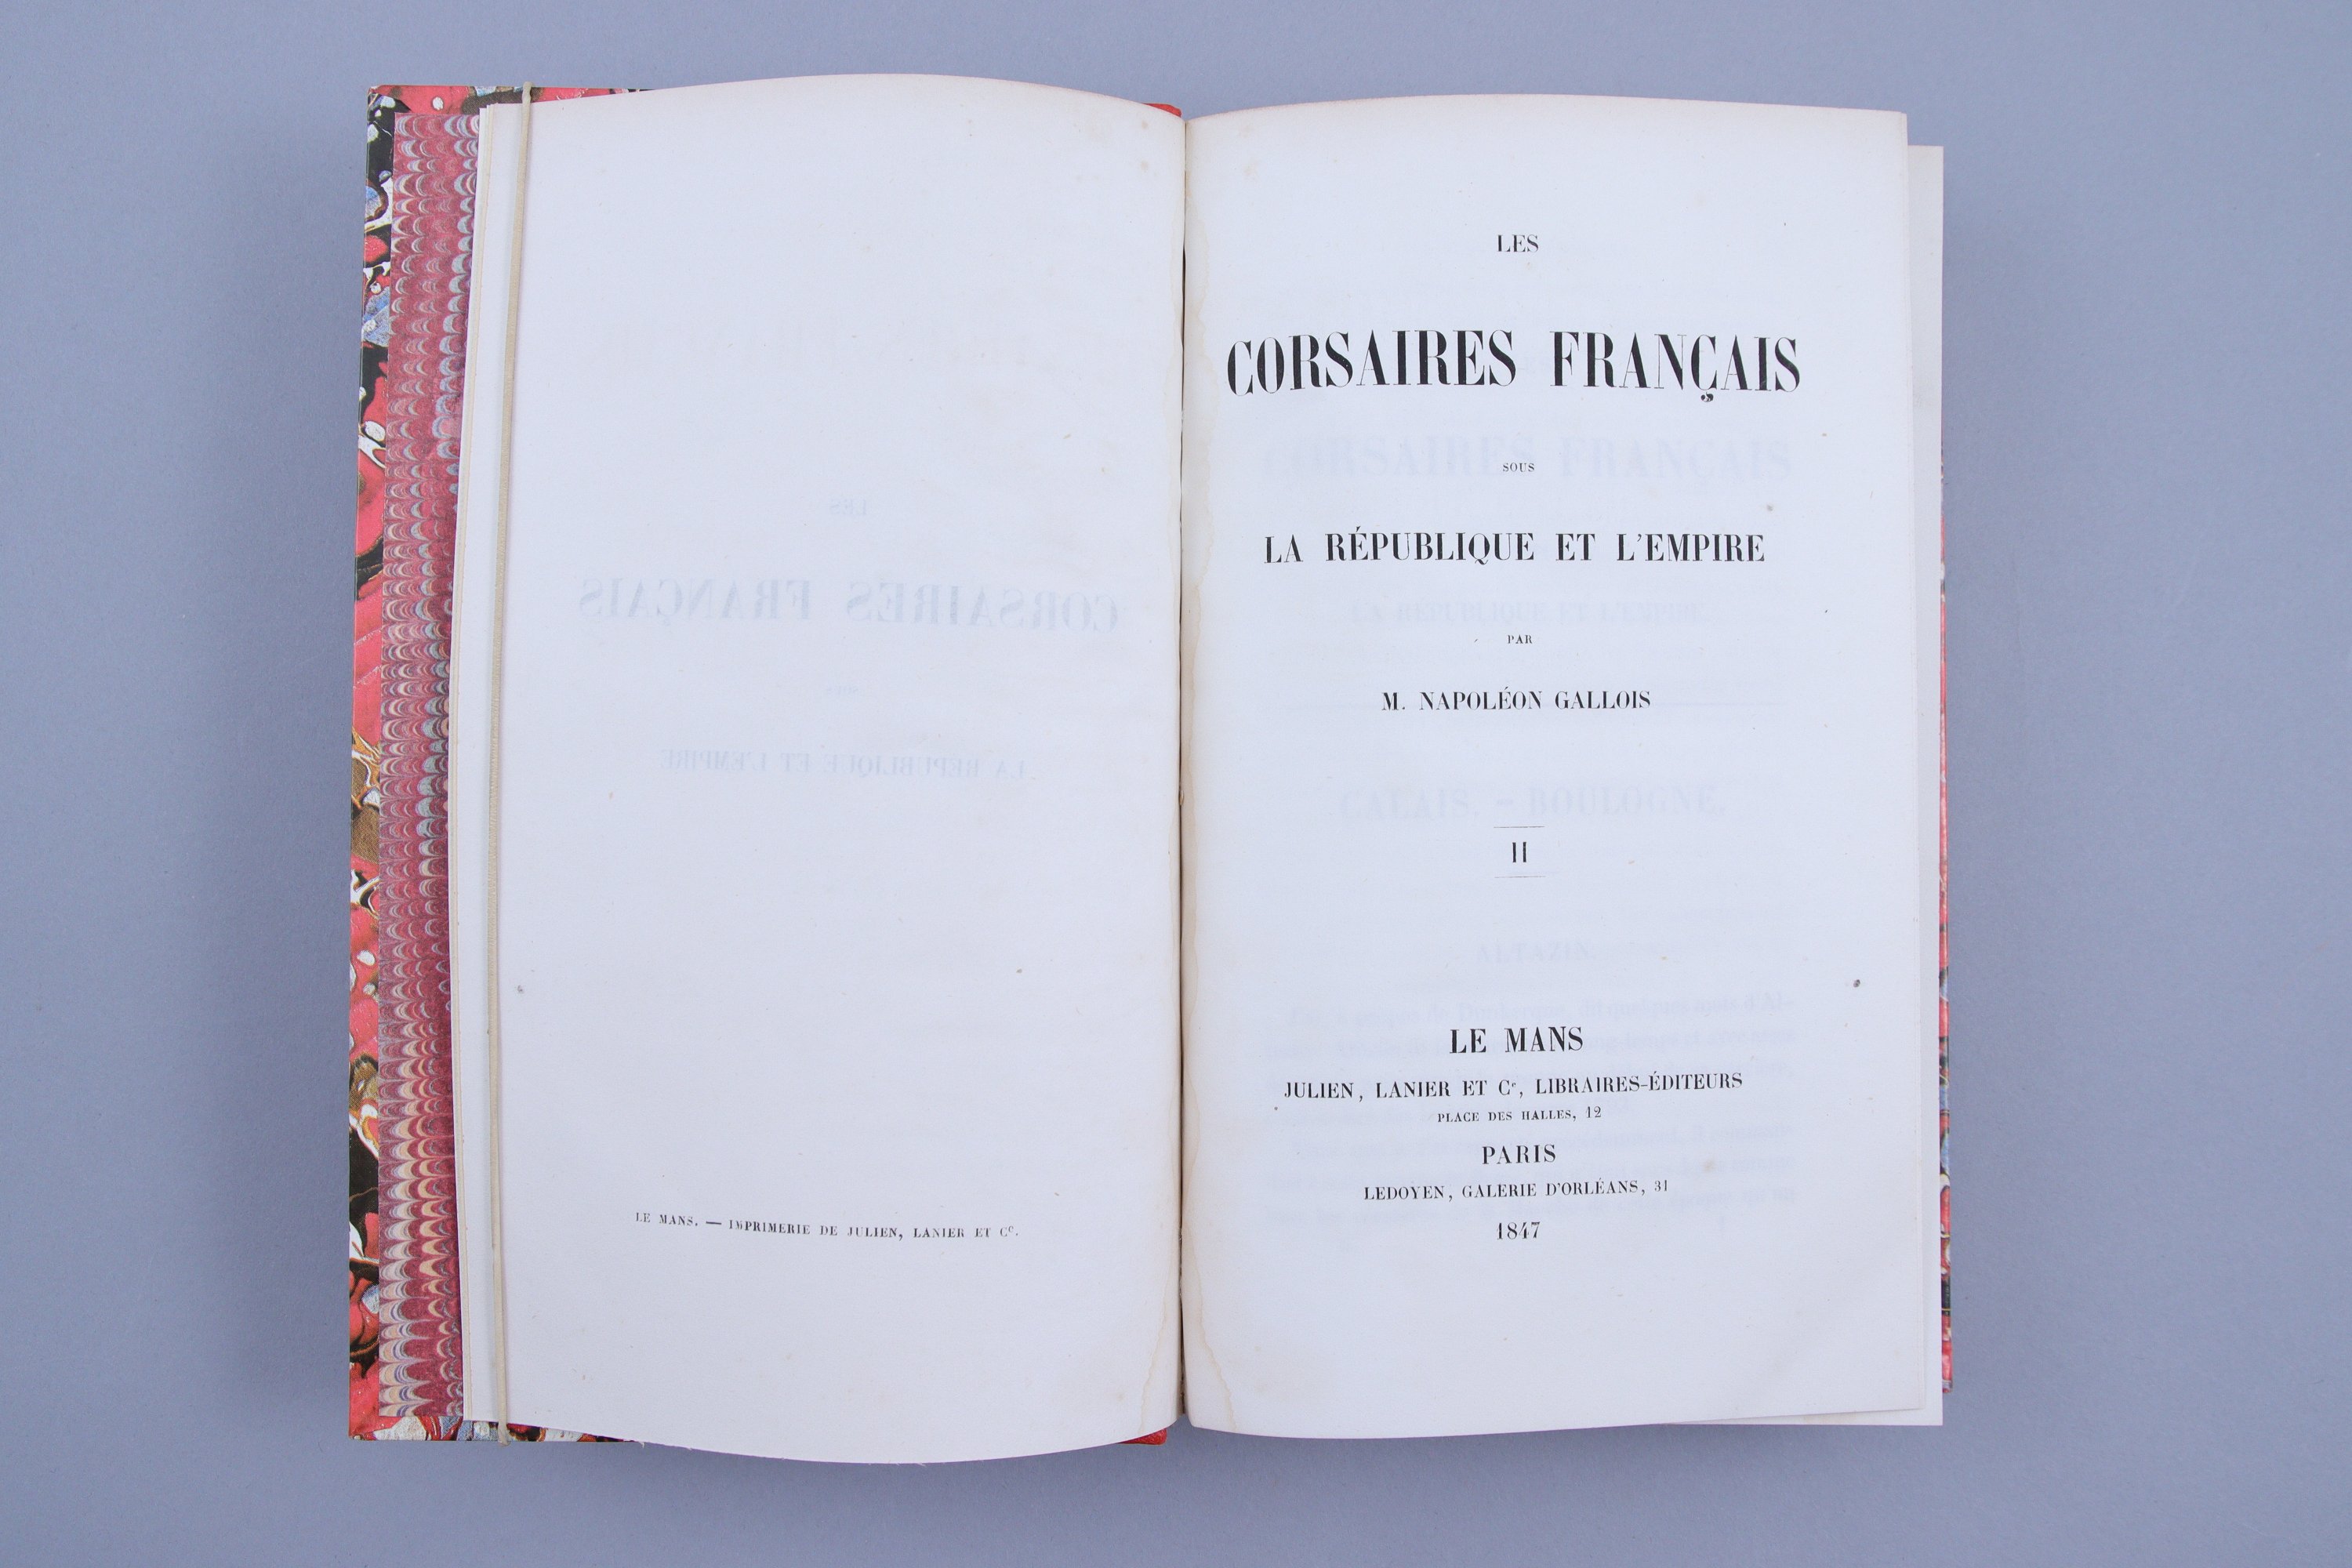 LE MANS. — IMPRIMERIE DE JULIEN, LANIER ET Cᵉ.
LES
CORSAIRES FRANÇAIS
SOUS
LA RÉPUBLIQUE ET L'EMPIRE
PAR
M. NAPOLÉON GALLOIS
II
LE MANS
JULIEN, LANIER ET Cᵉ, LIBRAIRES-ÉDITEURS
PLACE DES HALLES, 12
PARIS
LEDOYEN, GALERIE D'ORLÉANS, 31
1847